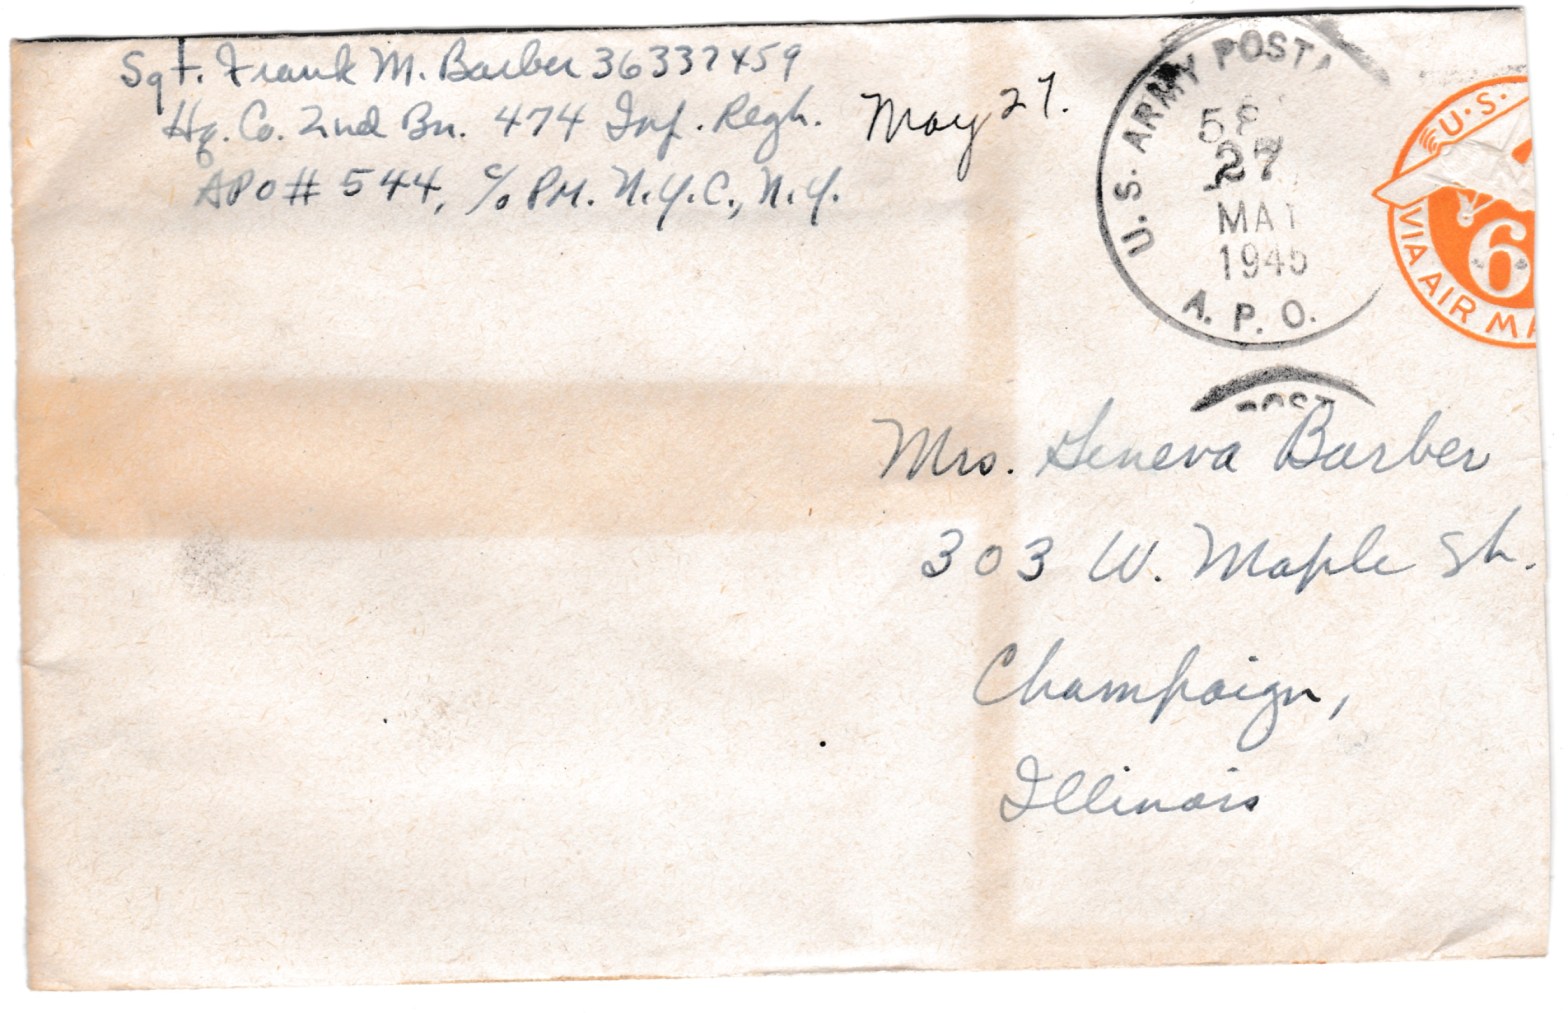 Sgt. Frank M. Barber 36337459
Hq. Co. 2nd Bn. 474 Inf. Regt.
APO # 544, c/o PM. N.Y.C., N.Y.
May 27.
U.S. ARMY POSTA
27
MAY
1945
A. P. O.
U.S.
6
VIA AIR MA
POST
Mrs. Geneva Barber
303 W. Maple St.
Champaign,
Illinois